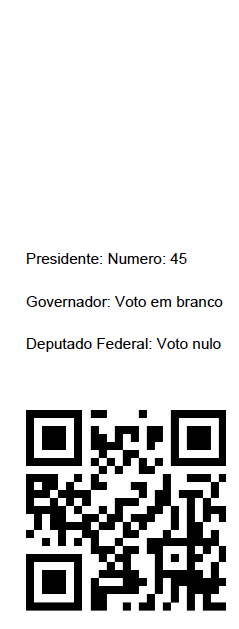 Presidente: Numero: 45
Governador: Voto em branco
Deputado Federal: Voto nulo